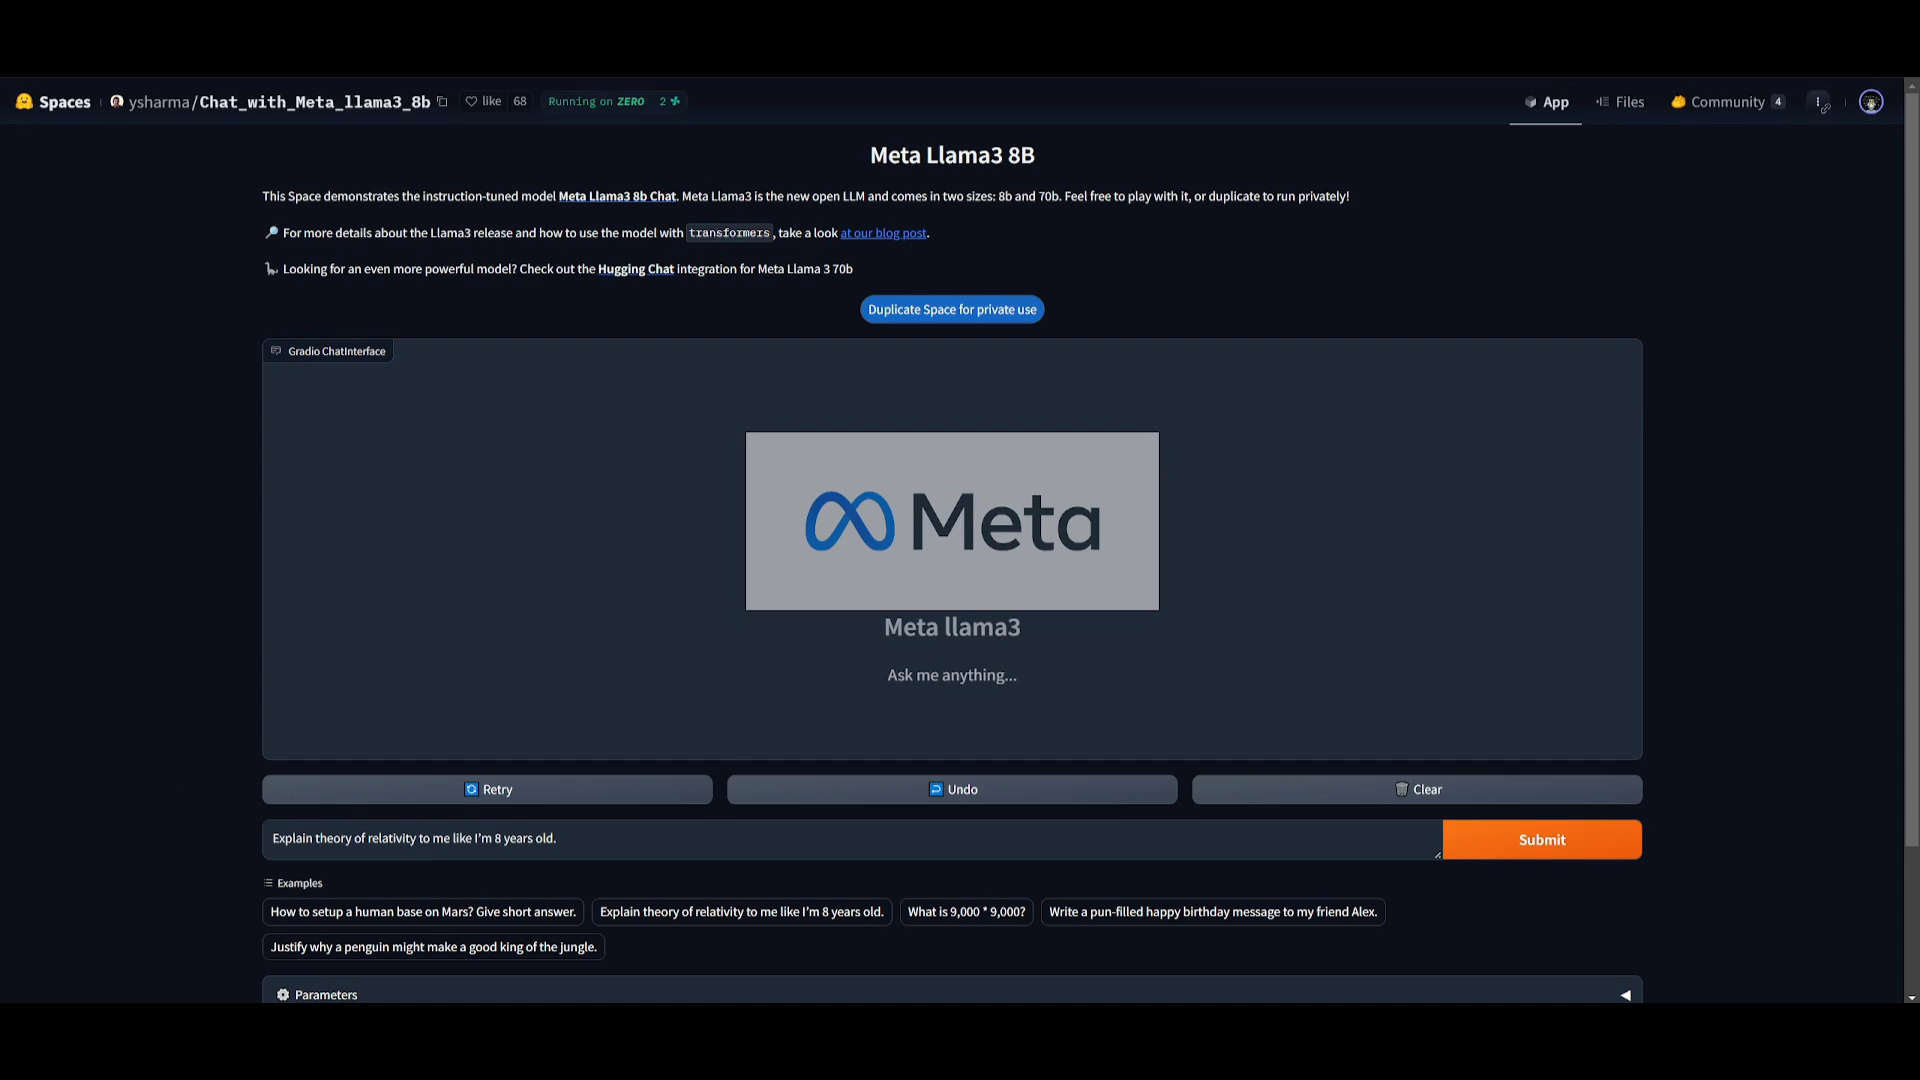 Spaces
ysharma/Chat_with_Meta_llama3_8b
like 68
Running on ZERO 2
App
Files
Community 4
Meta Llama3 8B
This Space demonstrates the instruction-tuned model Meta Llama3 8b Chat. Meta Llama3 is the new open LLM and comes in two sizes: 8b and 70b. Feel free to play with it, or duplicate to run privately!
For more details about the Llama3 release and how to use the model with transformers, take a look at our blog post.
Looking for an even more powerful model? Check out the Hugging Chat integration for Meta Llama 3 70b
Duplicate Space for private use
Gradio ChatInterface
Meta
Meta llama3
Ask me anything...
Retry
Undo
Clear
Explain theory of relativity to me like I'm 8 years old.
Submit
Examples
How to setup a human base on Mars? Give short answer.
Explain theory of relativity to me like I'm 8 years old.
What is 9,000 * 9,000?
Write a pun-filled happy birthday message to my friend Alex.
Justify why a penguin might make a good king of the jungle.
Parameters